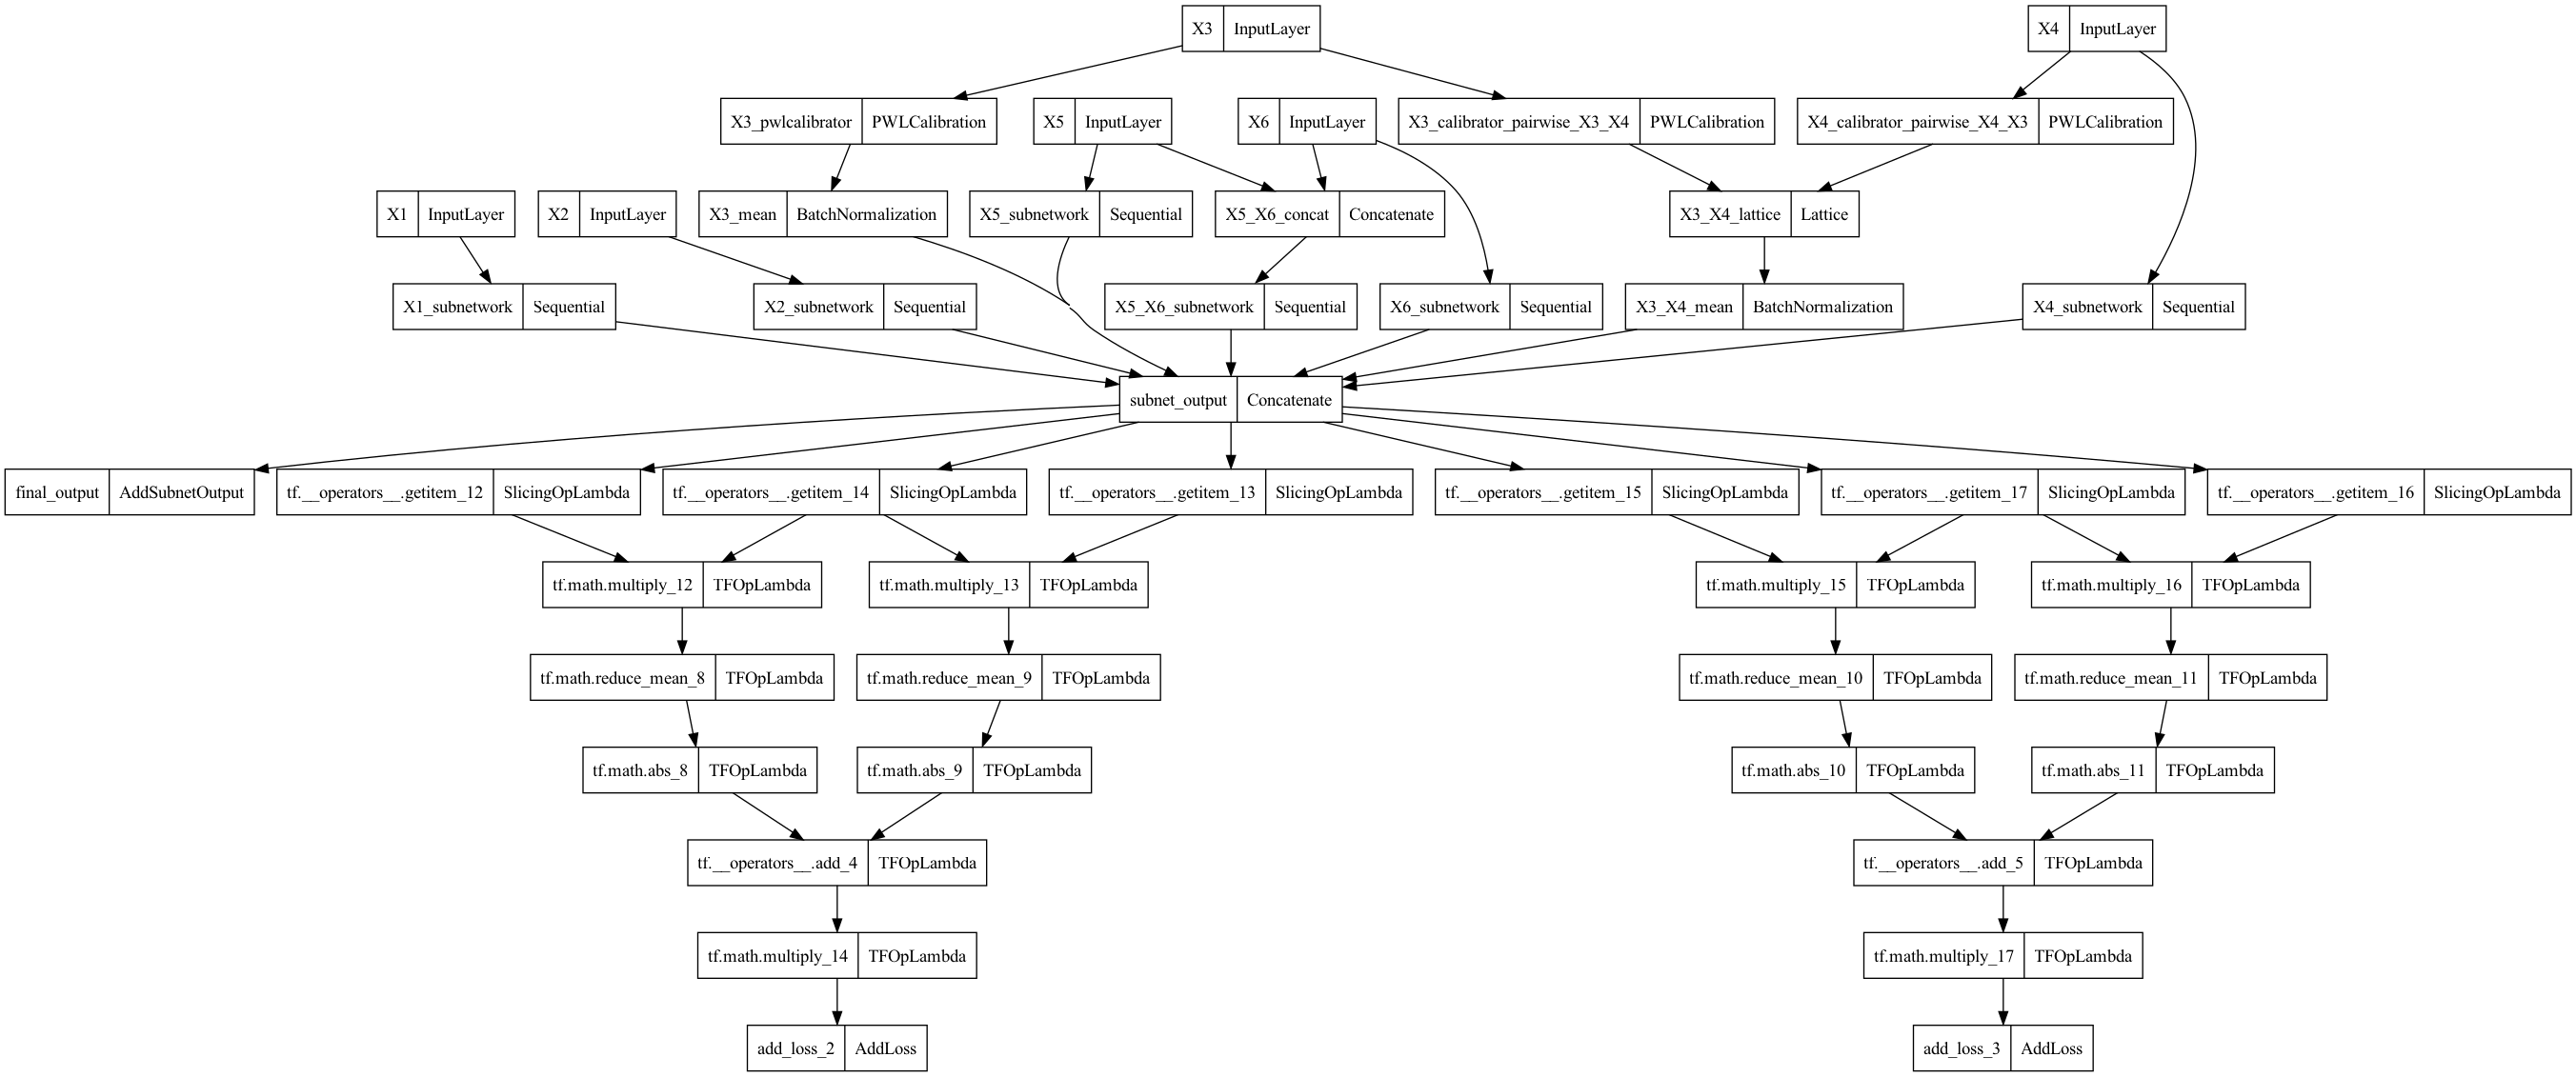 X3 InputLayer
X4 InputLayer
X3_pwlcalibrator PWLCalibration
X5 InputLayer
X6 InputLayer
X3_calibrator_pairwise_X3_X4 PWLCalibration
X4_calibrator_pairwise_X4_X3 PWLCalibration
X1 InputLayer
X2 InputLayer
X3_mean BatchNormalization
X5_subnetwork Sequential
X5_X6_concat Concatenate
X3_X4_lattice Lattice
X1_subnetwork Sequential
X2_subnetwork Sequential
X5_X6_subnetwork Sequential
X6_subnetwork Sequential
X3_X4_mean BatchNormalization
X4_subnetwork Sequential
subnet_output Concatenate
final_output AddSubnetOutput
tf.__operators__.getitem_12 SlicingOpLambda
tf.__operators__.getitem_14 SlicingOpLambda
tf.__operators__.getitem_13 SlicingOpLambda
tf.__operators__.getitem_15 SlicingOpLambda
tf.__operators__.getitem_17 SlicingOpLambda
tf.__operators__.getitem_16 SlicingOpLambda
tf.math.multiply_12 TFOpLambda
tf.math.multiply_13 TFOpLambda
tf.math.multiply_15 TFOpLambda
tf.math.multiply_16 TFOpLambda
tf.math.reduce_mean_8 TFOpLambda
tf.math.reduce_mean_9 TFOpLambda
tf.math.reduce_mean_10 TFOpLambda
tf.math.reduce_mean_11 TFOpLambda
tf.math.abs_8 TFOpLambda
tf.math.abs_9 TFOpLambda
tf.math.abs_10 TFOpLambda
tf.math.abs_11 TFOpLambda
tf.__operators__.add_4 TFOpLambda
tf.__operators__.add_5 TFOpLambda
tf.math.multiply_14 TFOpLambda
tf.math.multiply_17 TFOpLambda
add_loss_2 AddLoss
add_loss_3 AddLoss